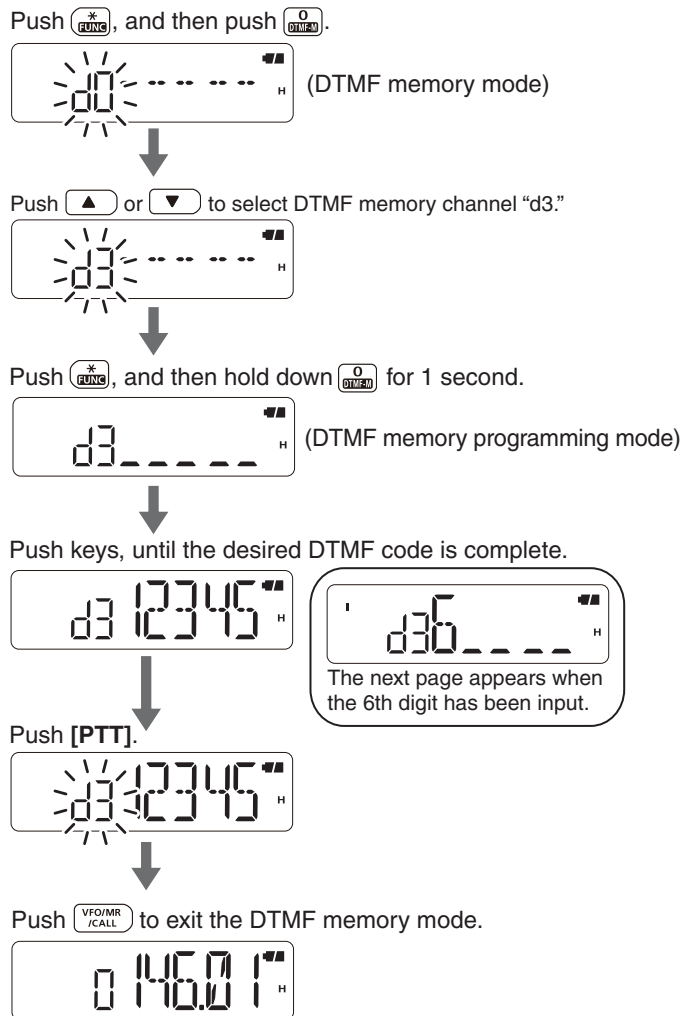 Push * FUNC, and then push 0 DTMF-M.
d0 -- -- -- -- H (DTMF memory mode)
Push ▲ or ▼ to select DTMF memory channel “d3.”
d3 -- -- -- -- H
Push * FUNC, and then hold down 0 DTMF-M for 1 second.
d3_ _ _ _ _ H (DTMF memory programming mode)
Push keys, until the desired DTMF code is complete.
d3 12345 H
d36_ _ _ _ H
The next page appears when
the 6th digit has been input.
Push [PTT].
d3 12345 H
Push VFO/MR /CALL to exit the DTMF memory mode.
0 146.01 H